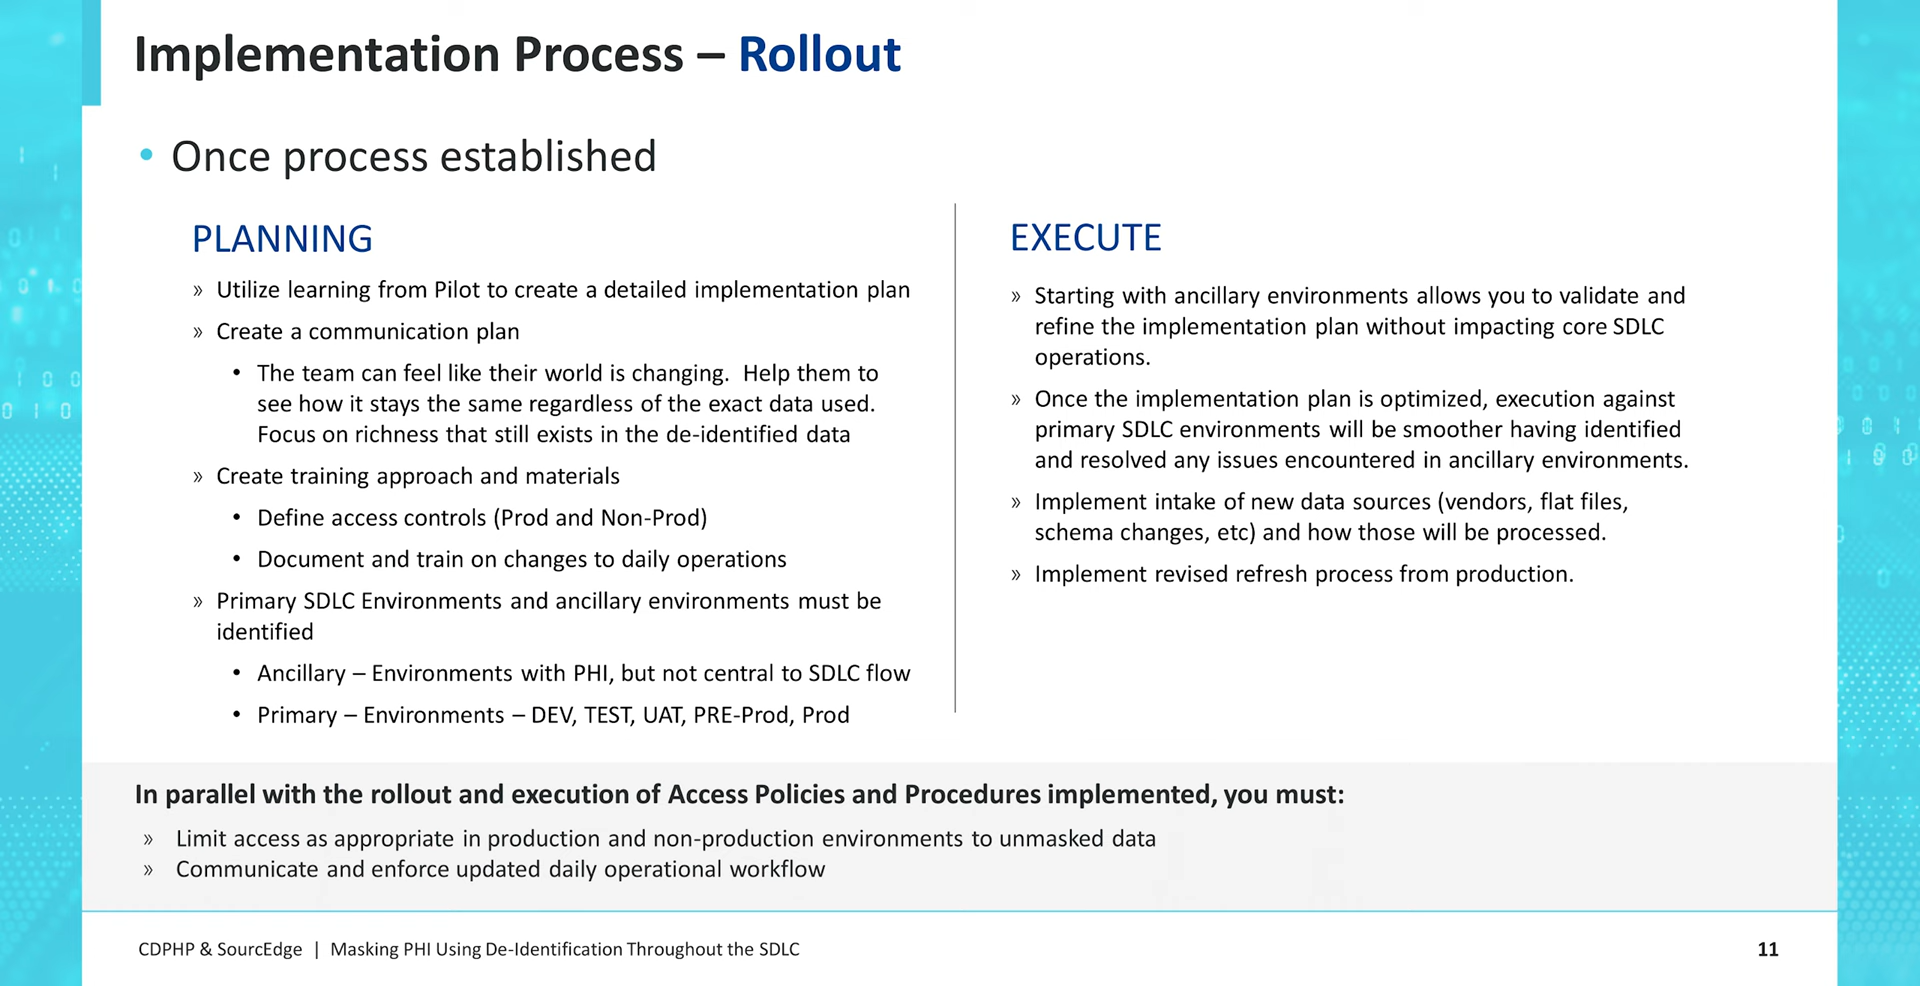 Implementation Process – Rollout
• Once process established
PLANNING
» Utilize learning from Pilot to create a detailed implementation plan
» Create a communication plan
• The team can feel like their world is changing.  Help them to
see how it stays the same regardless of the exact data used.
Focus on richness that still exists in the de-identified data
» Create training approach and materials
• Define access controls (Prod and Non-Prod)
• Document and train on changes to daily operations
» Primary SDLC Environments and ancillary environments must be
identified
• Ancillary – Environments with PHI, but not central to SDLC flow
• Primary – Environments – DEV, TEST, UAT, PRE-Prod, Prod
EXECUTE
» Starting with ancillary environments allows you to validate and
refine the implementation plan without impacting core SDLC
operations.
» Once the implementation plan is optimized, execution against
primary SDLC environments will be smoother having identified
and resolved any issues encountered in ancillary environments.
» Implement intake of new data sources (vendors, flat files,
schema changes, etc) and how those will be processed.
» Implement revised refresh process from production.
In parallel with the rollout and execution of Access Policies and Procedures implemented, you must:
» Limit access as appropriate in production and non-production environments to unmasked data
» Communicate and enforce updated daily operational workflow
CDPHP & SourcEdge | Masking PHI Using De-Identification Throughout the SDLC
11